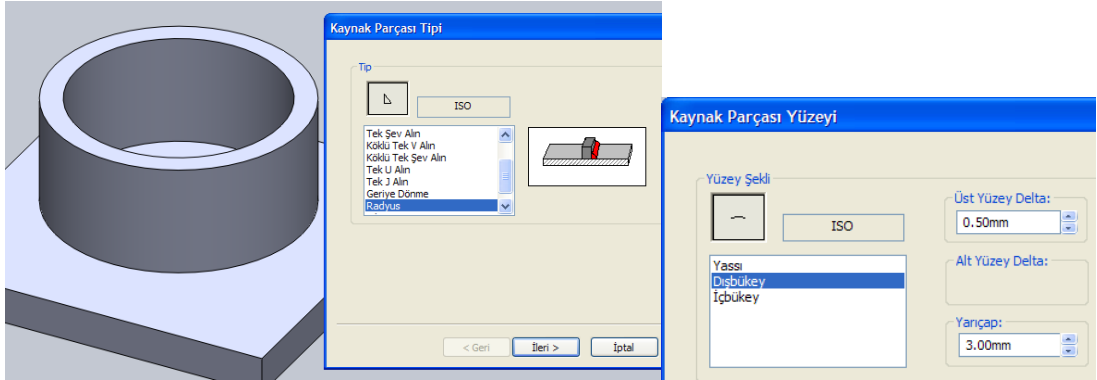 Kaynak Parçası Tipi
Tip
ISO
Tek Şev Alın
Köklü Tek V Alın
Köklü Tek Şev Alın
Tek U Alın
Tek J Alın
Geriye Dönme
Radyus
< Geri
İleri >
İptal
Kaynak Parçası Yüzeyi
Yüzey Şekli
ISO
Yassı
Dışbükey
İçbükey
Üst Yüzey Delta:
0.50mm
Alt Yüzey Delta:
Yarıçap:
3.00mm